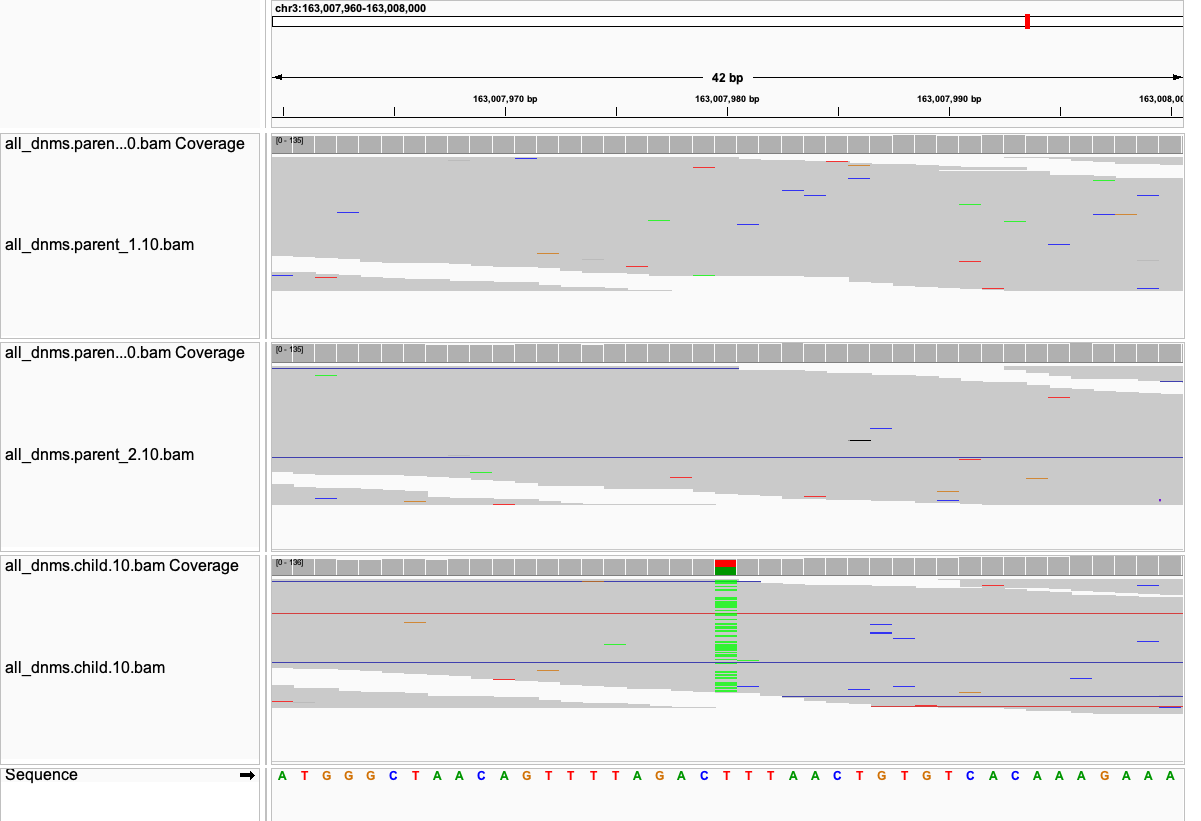 chr3:163,007,960-163,008,000
42 bp
163,007,970 bp 163,007,980 bp 163,007,990 bp 163,008,00
all_dnms.paren...0.bam Coverage [0 - 135]
all_dnms.parent_1.10.bam
all_dnms.paren...0.bam Coverage [0 - 135]
all_dnms.parent_2.10.bam
all_dnms.child.10.bam Coverage [0 - 136]
all_dnms.child.10.bam
Sequence A T G G G C T A A C A G T T T T A G A C T T T A A C T G T G T C A C A A A G A A A